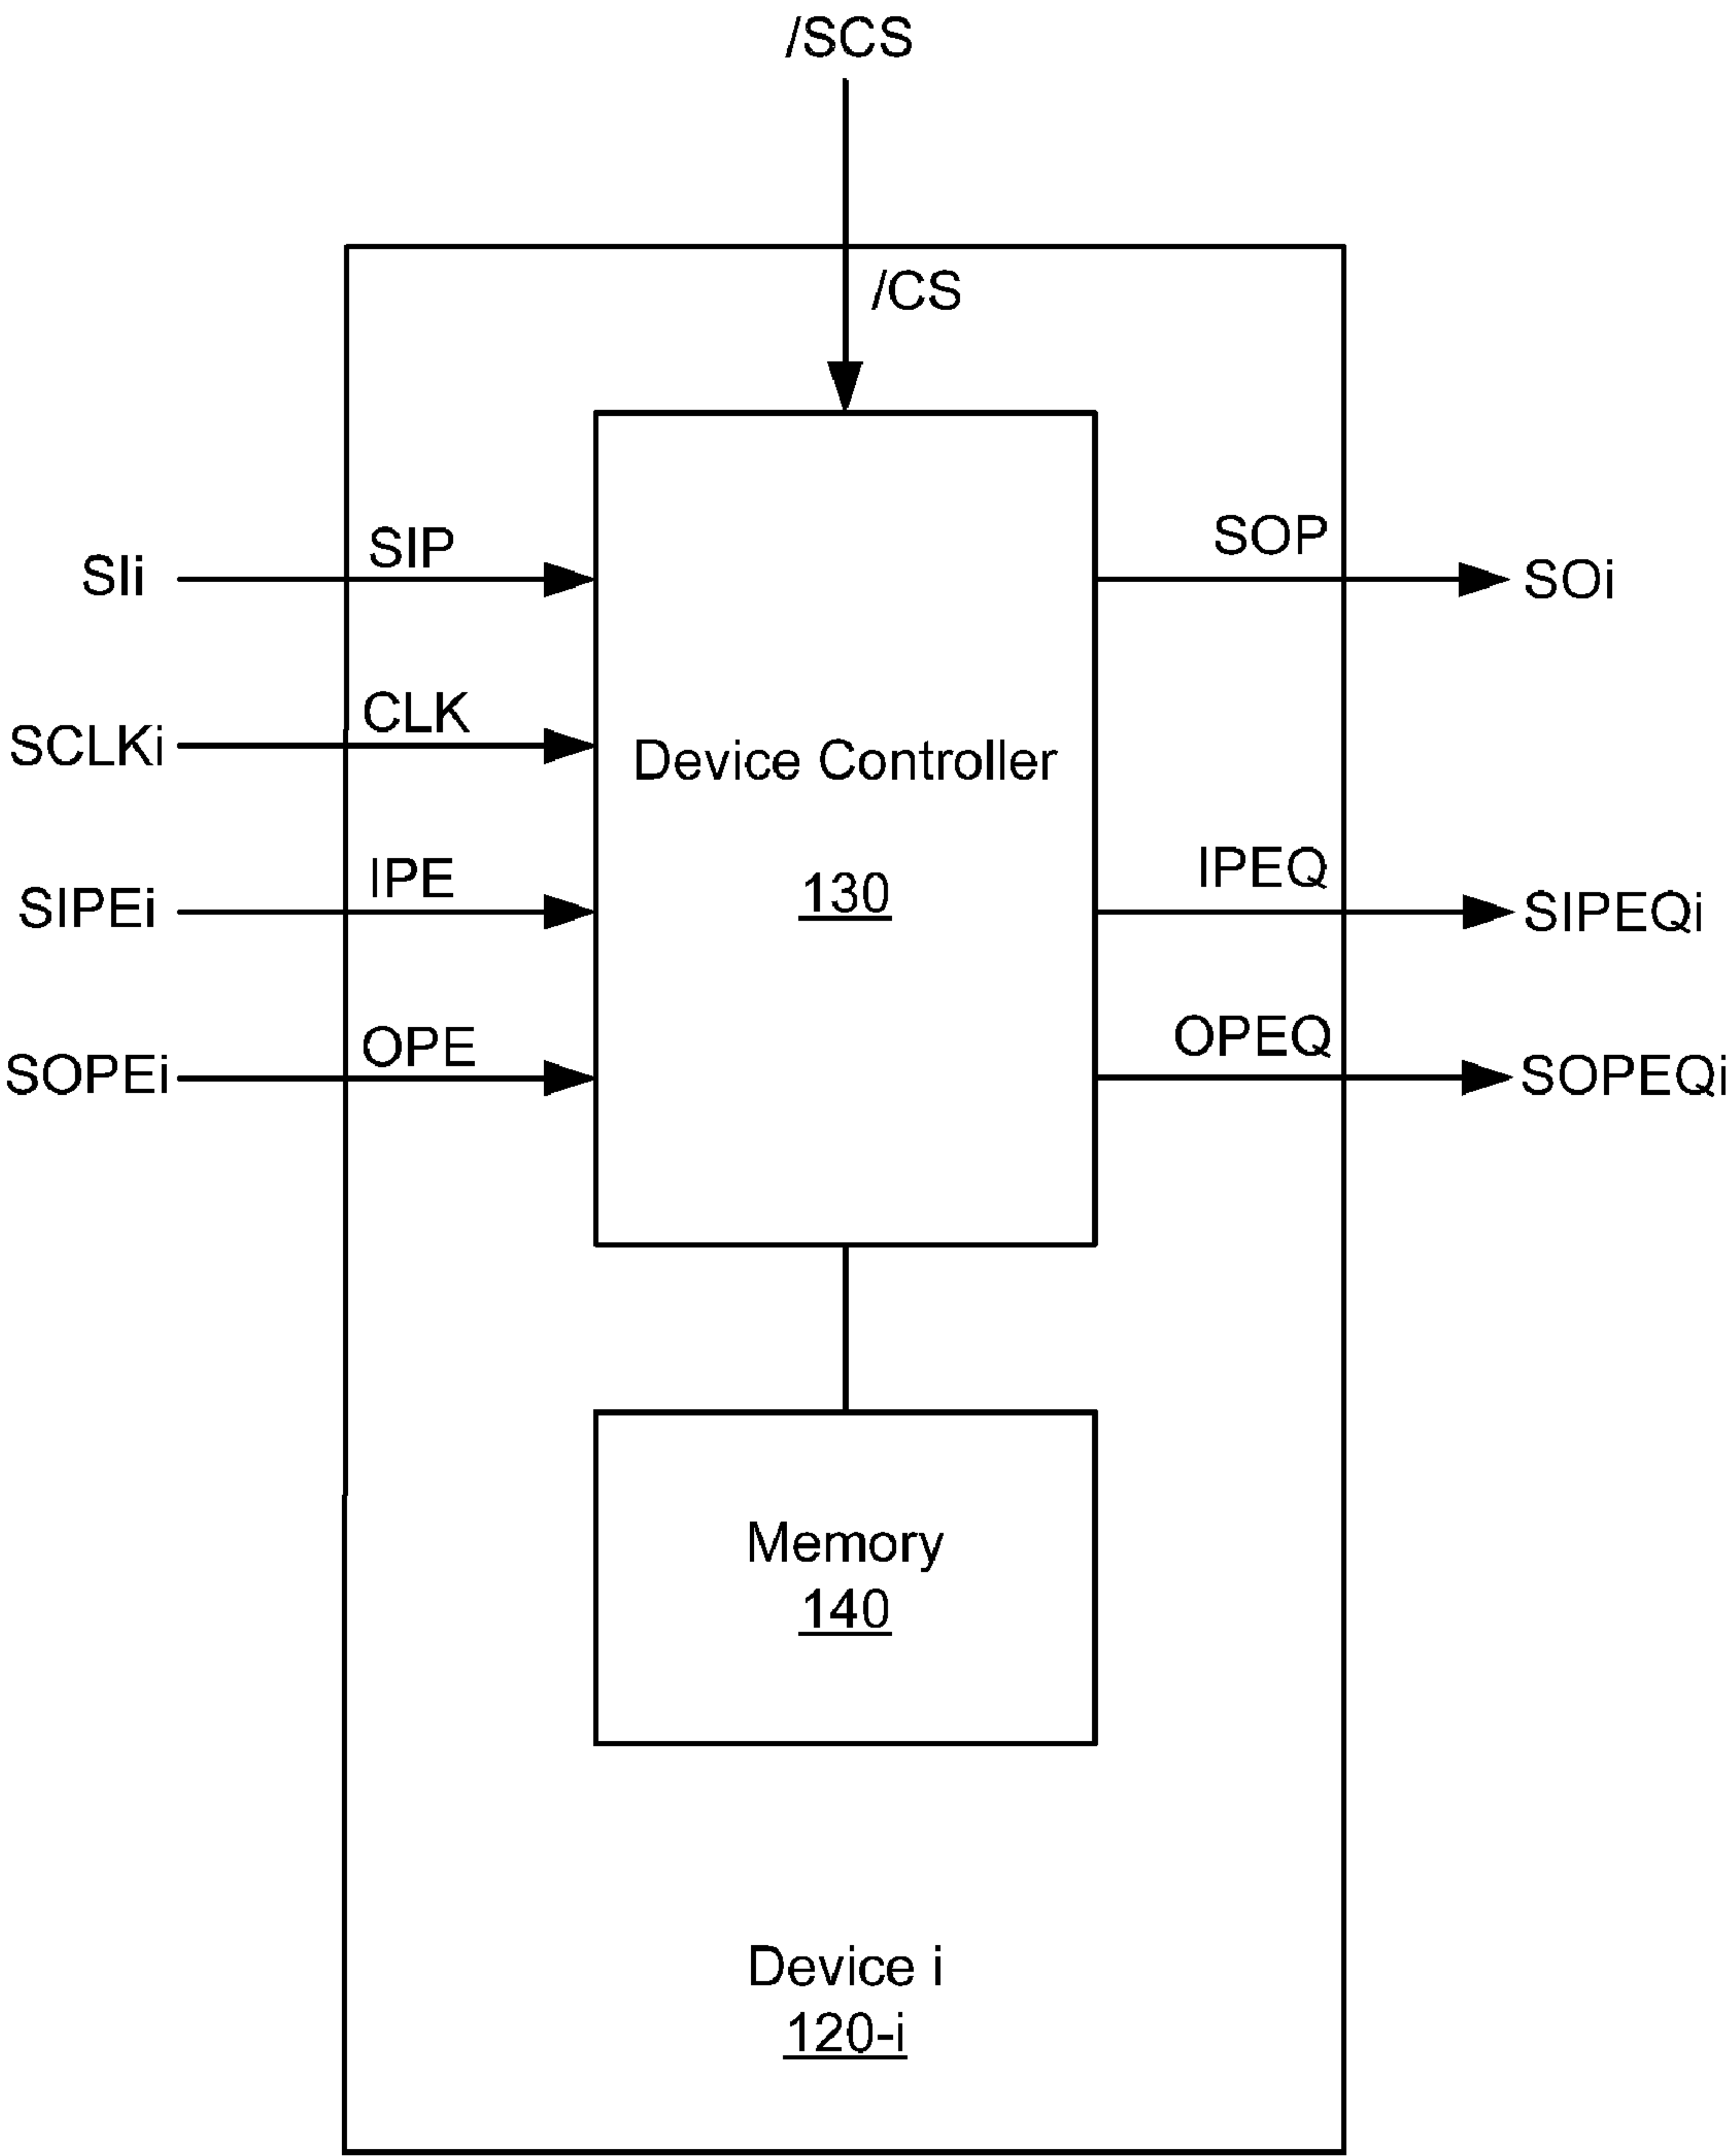 /SCS
/CS
SIi
SIP
SOP
SOi
SCLKi
CLK
Device Controller
130
SIPEi
IPE
IPEQ
SIPEQi
SOPEi
OPE
OPEQ
SOPEQi
Memory
140
Device i
120-i